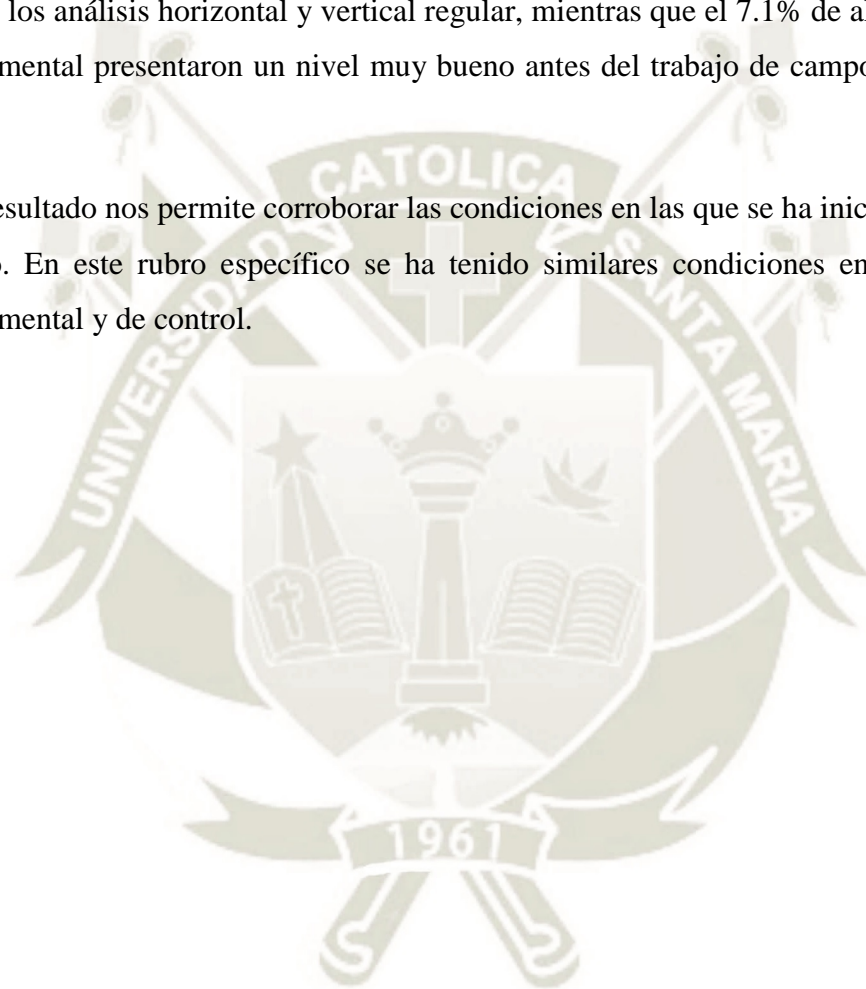 los análisis horizontal y vertical regular, mientras que el 7.1% de al
mental presentaron un nivel muy bueno antes del trabajo de campo
esultado nos permite corroborar las condiciones en las que se ha inic
o. En este rubro específico se ha tenido similares condiciones en
mental y de control.
UNIVERSIDAD CATOLICA SANTA MARIA
1961